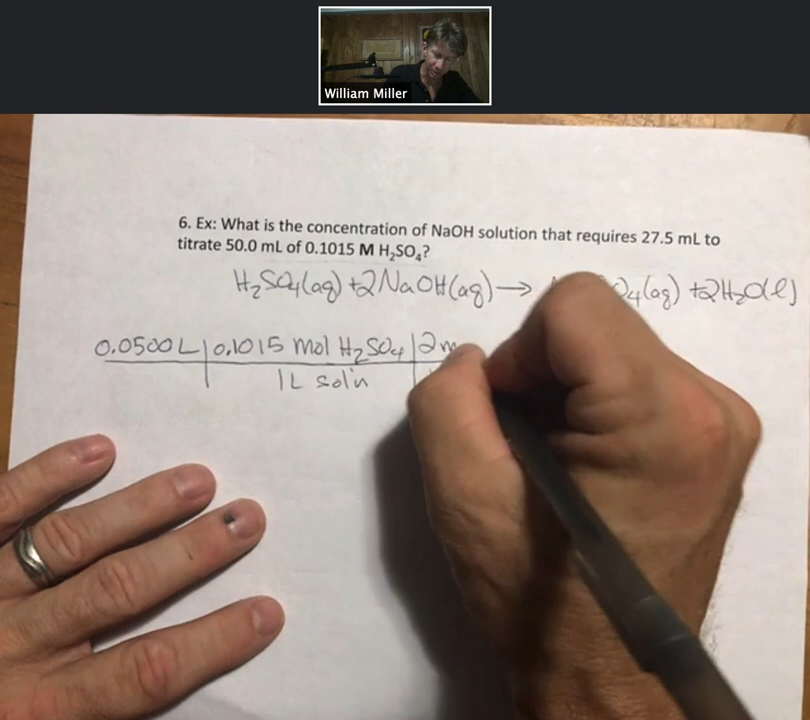 William Miller
6. Ex: What is the concentration of NaOH solution that requires 27.5 mL to
titrate 50.0 mL of 0.1015 M H₂SO₄?
H₂SO₄(aq) + 2NaOH(aq) → O₄(aq) + 2H₂O(l)
0.0500L | 0.1015 mol H₂SO₄ | 2 m
1L sol'n